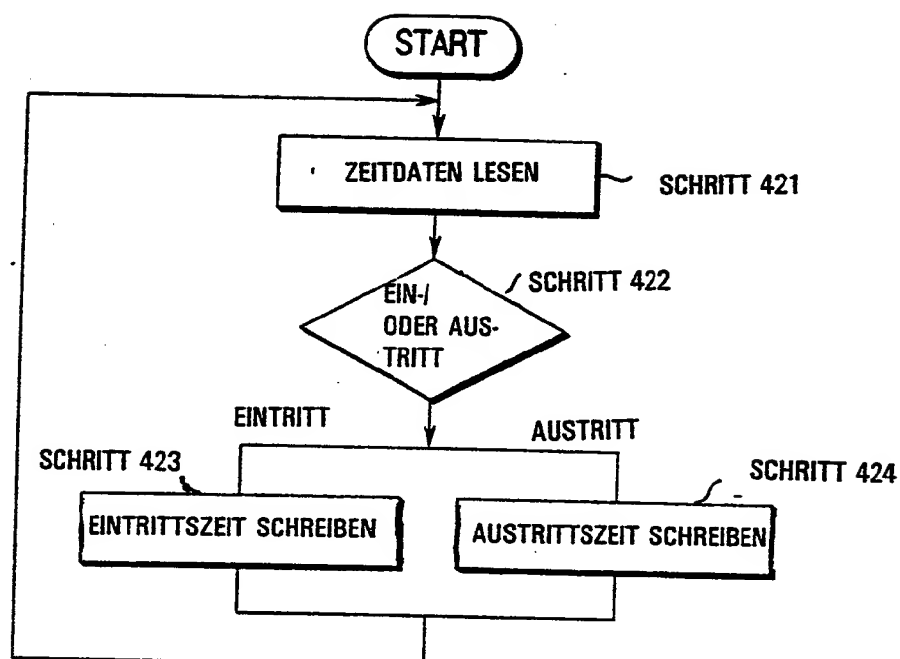 START
ZEITDATEN LESEN
SCHRITT 421
SCHRITT 422
EIN-/
ODER AUS-
TRITT
EINTRITT
AUSTRITT
SCHRITT 423
SCHRITT 424
EINTRITTSZEIT SCHREIBEN
AUSTRITTSZEIT SCHREIBEN